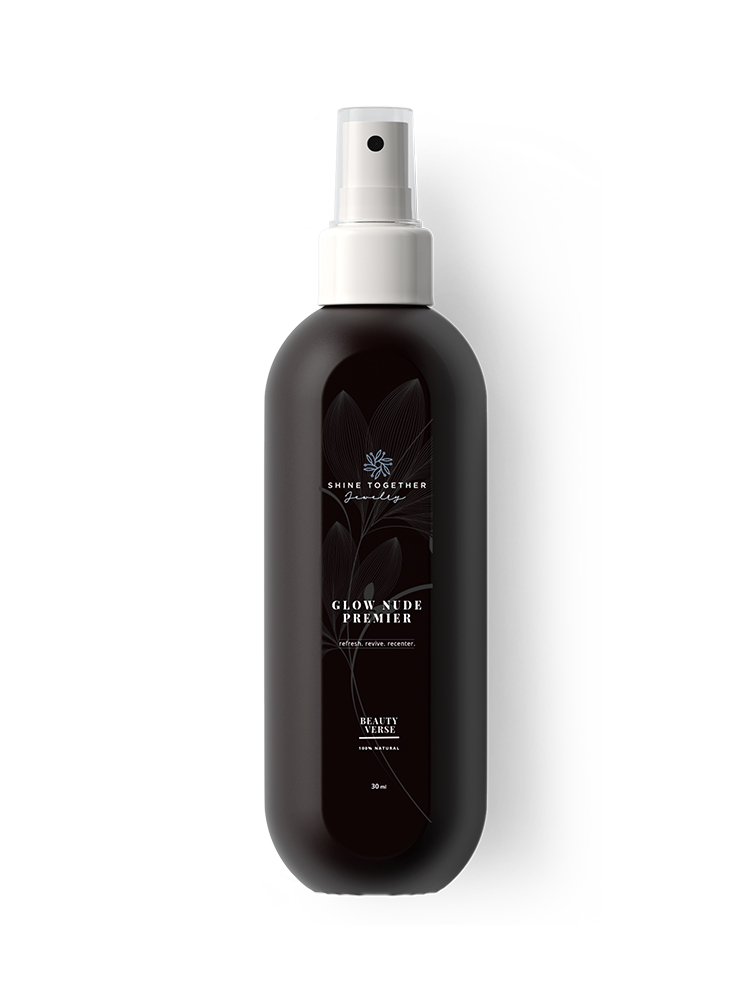 SHINE TOGETHER
Jewelry
GLOW NUDE
PREMIER
refresh. revive. recenter.
BEAUTY
VERSE
100% NATURAL
30 ml